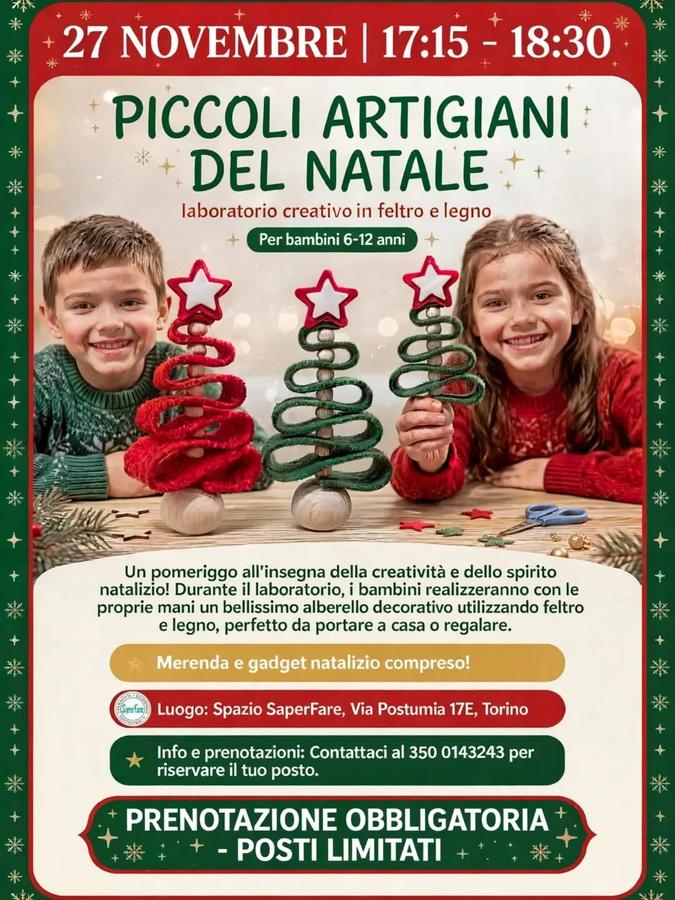 27 NOVEMBRE | 17:15 - 18:30
PICCOLI ARTIGIANI
DEL NATALE
laboratorio creativo in feltro e legno
Per bambini 6-12 anni
Un pomeriggo all'insegna della creatività e dello spirito
natalizio! Durante il laboratorio, i bambini realizzeranno con le
proprie mani un bellissimo alberello decorativo utilizzando feltro
e legno, perfetto da portare a casa o regalare.
Merenda e gadget natalizio compreso!
SaperFare
Luogo: Spazio SaperFare, Via Postumia 17E, Torino
Info e prenotazioni: Contattaci al 350 0143243 per
riservare il tuo posto.
PRENOTAZIONE OBBLIGATORIA
- POSTI LIMITATI